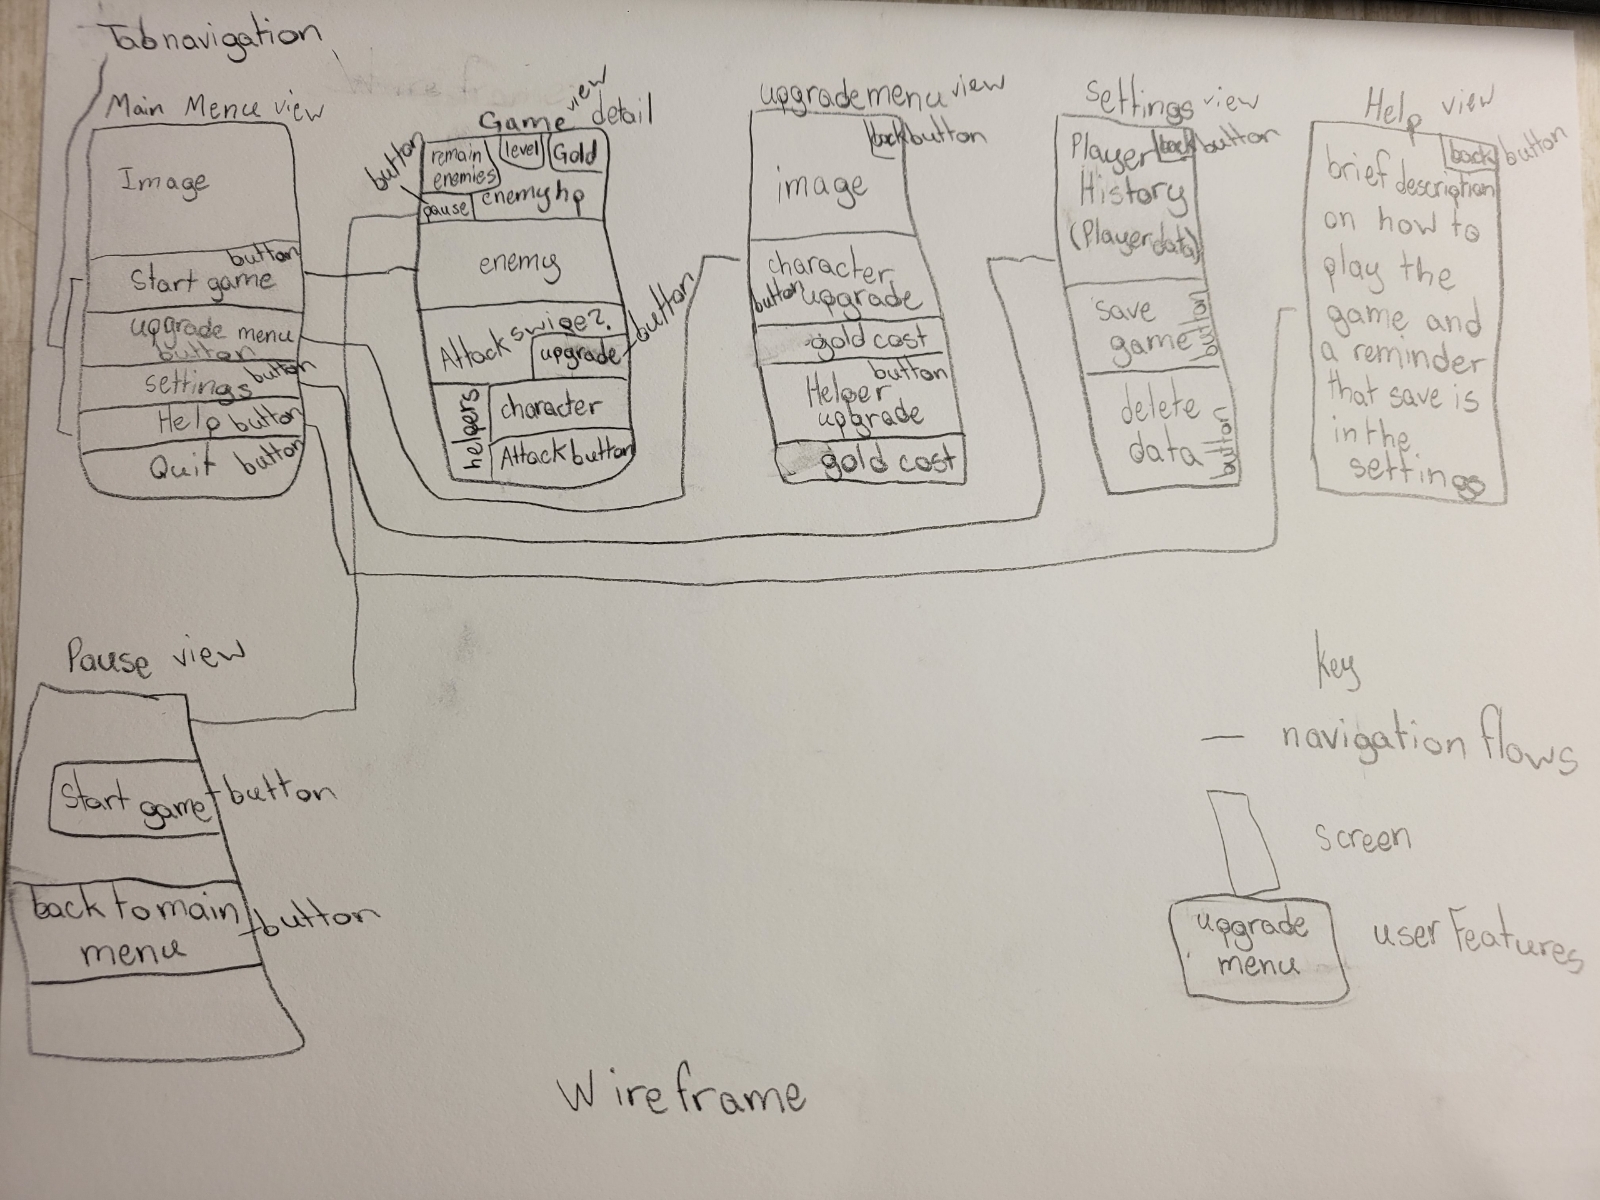 Tab navigation
Main Menu view
Image
button
Start game
upgrade menu
button
settings button
Help button
Quit button
Game view detail
button
remain enemies
level
Gold
pause
enemy hp
enemy
Attack swipe?
upgrade
button
helpers
character
Attack button
upgrade menu view
back button
image
character
button upgrade
gold cost
button
Helper
upgrade
gold cost
Settings view
Player back button
History
(Player data)
save
game button
delete
data button
Help view
back button
brief description
on how to
play the
game and
a reminder
that save is
in the
settings
Pause view
Start game button
back to main
menu
button
key
navigation flows
screen
upgrade
menu
user Features
Wireframe